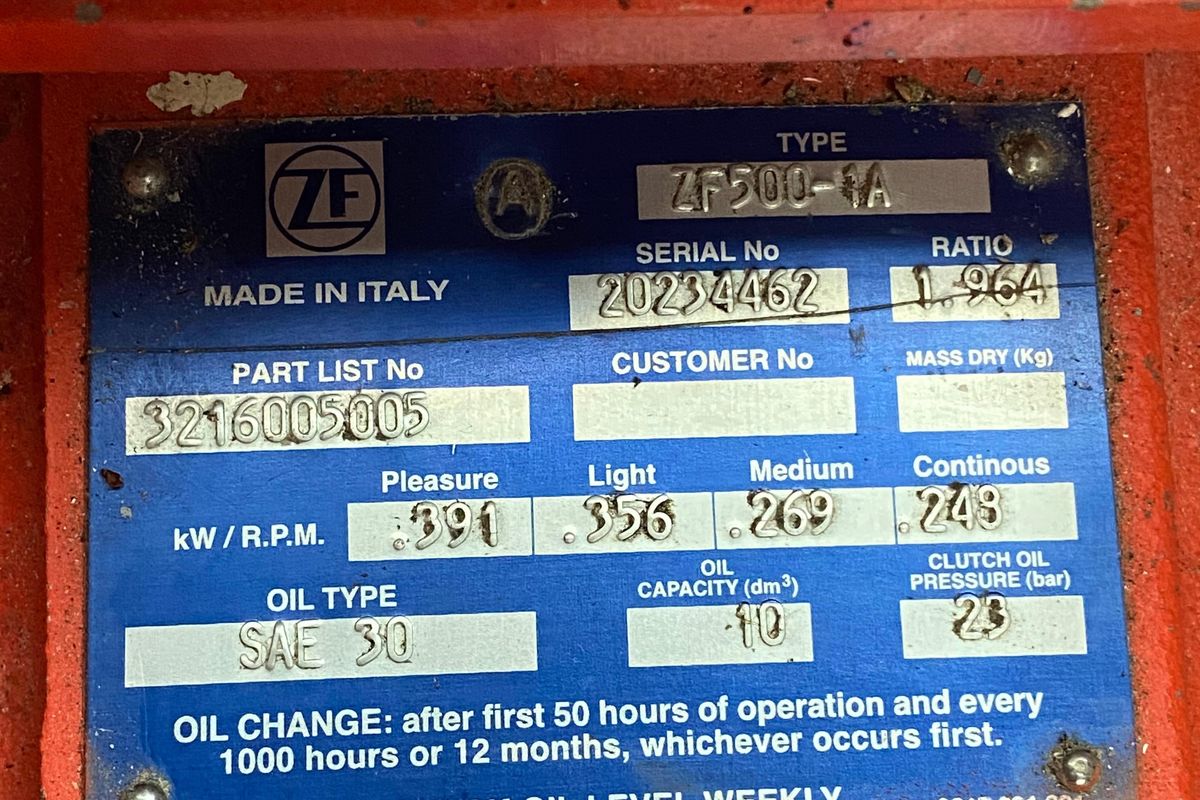 ZF
A
TYPE
ZF500-1A
MADE IN ITALY
SERIAL No
20234462
RATIO
1.964
PART LIST No
3216005005
CUSTOMER No
MASS DRY (Kg)
Pleasure Light Medium Continous
kW / R.P.M. .391 .356 .269 .248
OIL TYPE
SAE 30
OIL
CAPACITY (dm³)
10
CLUTCH OIL
PRESSURE (bar)
23
OIL CHANGE: after first 50 hours of operation and every
1000 hours or 12 months, whichever occurs first.
OIL LEVEL WEEKLY